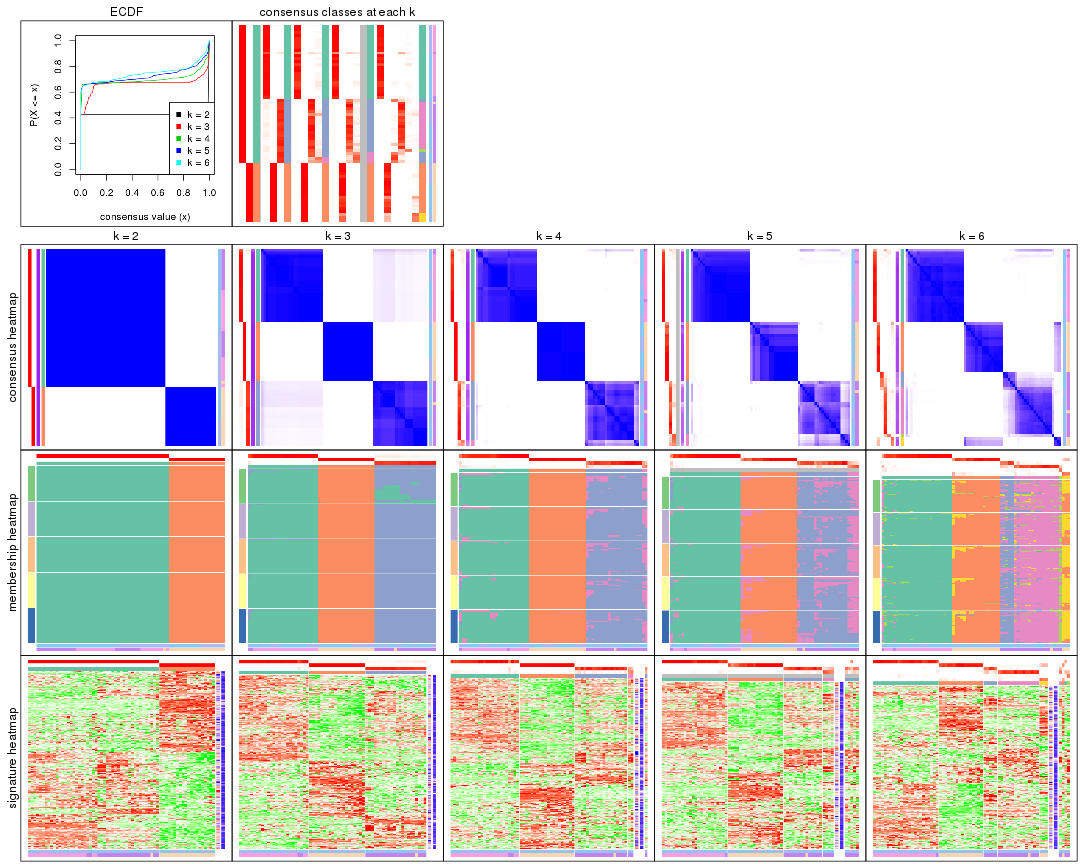 ECDF
consensus classes at each k
P(X <= x)
0.0 0.2 0.4 0.6 0.8 1.0
k = 2
k = 3
k = 4
k = 5
k = 6
0.0 0.2 0.4 0.6 0.8 1.0
consensus value (x)
k = 2
k = 3
k = 4
k = 5
k = 6
consensus heatmap
membership heatmap
signature heatmap